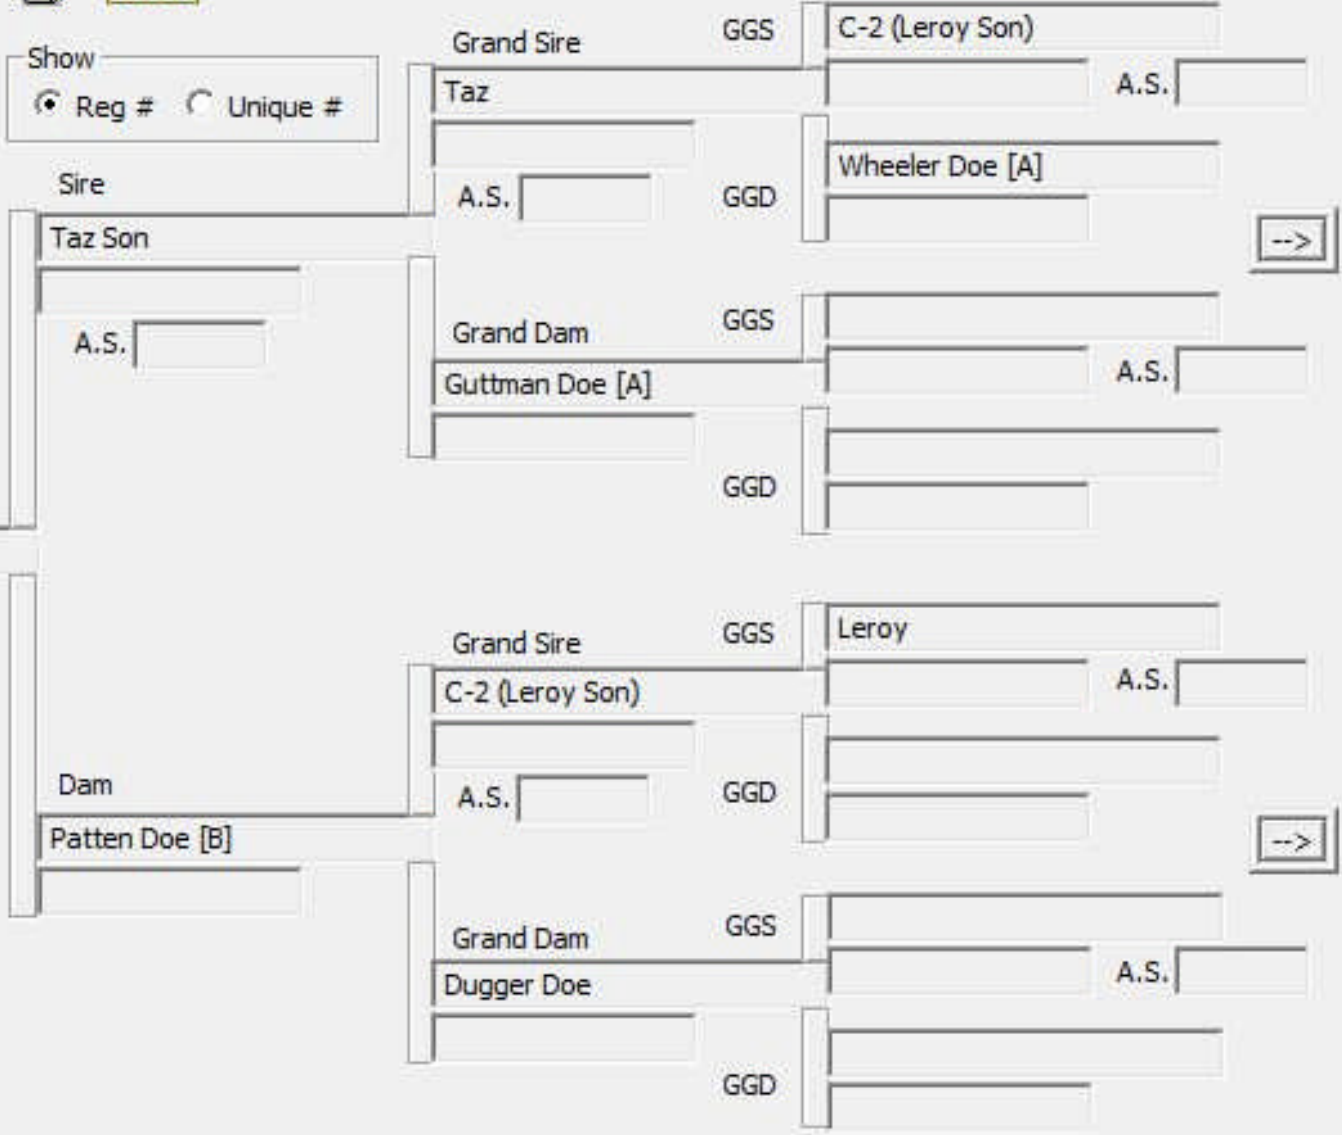 Show
Reg #
Unique #
Sire
Taz Son
A.S.
Grand Sire
Taz
A.S.
GGS
C-2 (Leroy Son)
A.S.
GGD
Wheeler Doe [A]
-->
Grand Dam
Guttman Doe [A]
GGS
A.S.
GGD
Dam
Patten Doe [B]
Grand Sire
C-2 (Leroy Son)
A.S.
GGS
Leroy
A.S.
GGD
-->
Grand Dam
Dugger Doe
GGS
A.S.
GGD